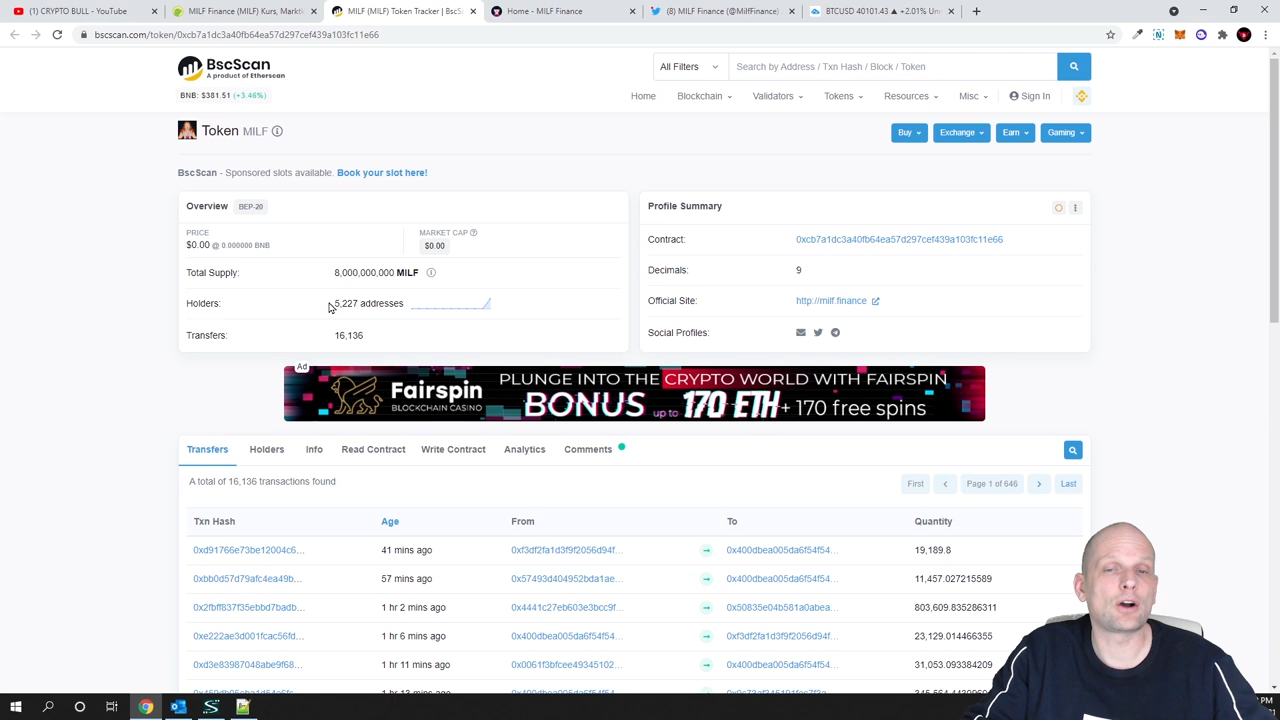 (1) CRYPTO BULL - YouTube
MILF Finance (MILF) Kurs, Marktk
MILF (MILF) Token Tracker | BscS
Home - MILF Finance
(8) MILF Finance (@MilfFinance)
BTCUSD 40101.43 ▲ +2.01% Un
bscscan.com/token/0xcb7a1dc3a40fb64ea57d297cef439a103fc11e66
BscScan
A product of Etherscan
All Filters
Search by Address / Txn Hash / Block / Token
BNB: $381.51 (+3.46%)
Home Blockchain Validators Tokens Resources Misc Sign In
Token MILF
Buy Exchange Earn Gaming
BscScan - Sponsored slots available. Book your slot here!
Overview BEP-20
PRICE
$0.00 @ 0.000000 BNB
MARKET CAP
$0.00
Total Supply: 8,000,000,000 MILF
Holders: 5,227 addresses
Transfers: 16,136
Profile Summary
Contract: 0xcb7a1dc3a40fb64ea57d297cef439a103fc11e66
Decimals: 9
Official Site: http://milf.finance
Social Profiles:
Ad
Fairspin
BLOCKCHAIN CASINO
PLUNGE INTO THE CRYPTO WORLD WITH FAIRSPIN
BONUS up to 170 ETH + 170 free spins
Transfers Holders Info Read Contract Write Contract Analytics Comments
A total of 16,136 transactions found
First Page 1 of 646 Last
Txn Hash Age From To Quantity
0xd91766e73be12004c6... 41 mins ago 0xf3df2fa1d3f9f2056d94f... 0x400dbea005da6f54f54... 19,189.8
0xbb0d57d79afc4ea49b... 57 mins ago 0x57493d404952bda1ae... 0x400dbea005da6f54f54... 11,457.027215589
0x2fbff837f35ebbd7badb... 1 hr 2 mins ago 0x4441c27eb603e3bcc9f... 0x50835e04b581a0abea... 803,609.835286311
0xe222ae3d001fcac56fd... 1 hr 6 mins ago 0x400dbea005da6f54f54... 0xf3df2fa1d3f9f2056d94f... 23,129.014466355
0xd3e83987048abe9f68... 1 hr 11 mins ago 0x0061f3bfcee49345102... 0x400dbea005da6f54f54... 31,053.093384209